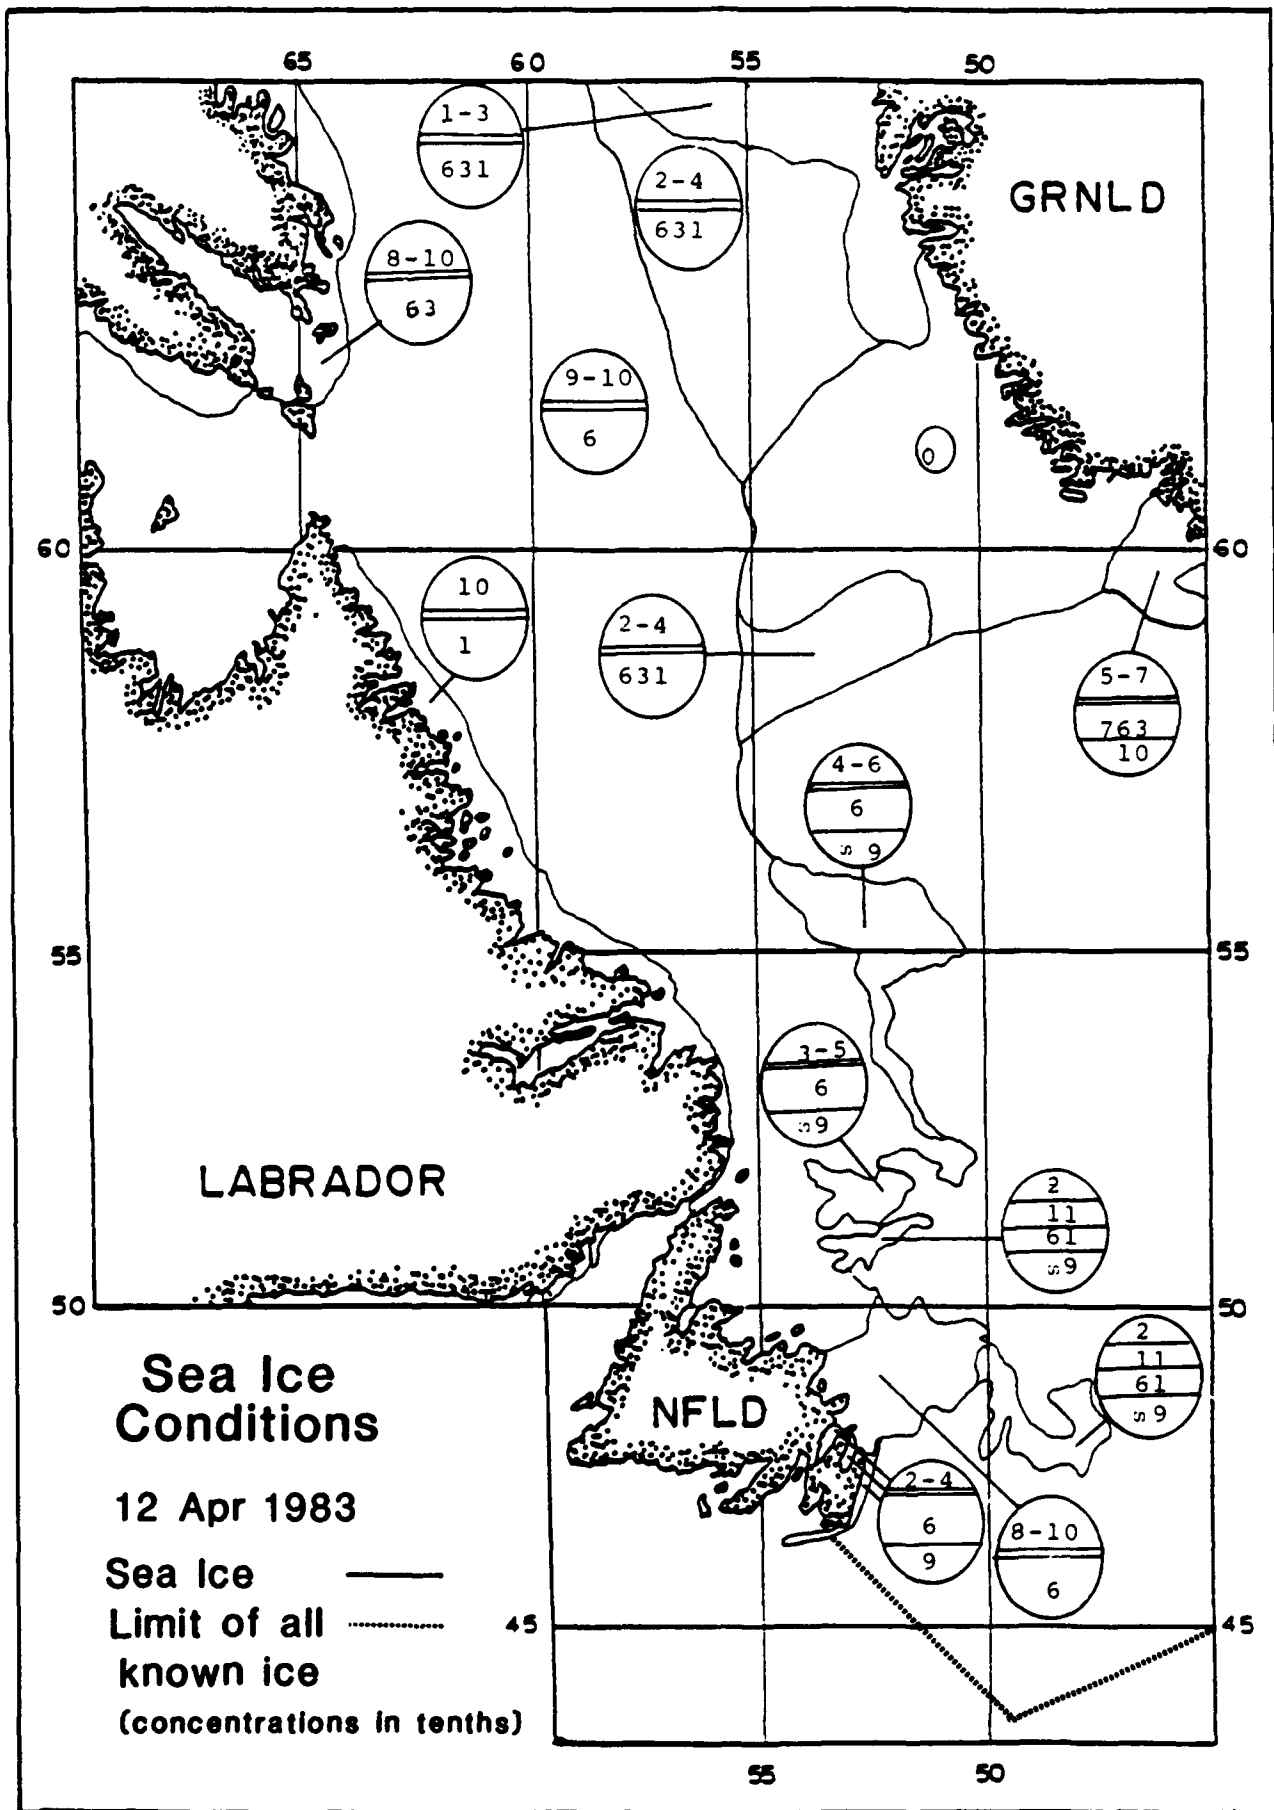 65 60 55 50
1-3
631
2-4
631
GRNLD
8-10
63
9-10
6
0
60 60
10
1
2-4
631
5-7
763
10
4-6
6
s 9
55 55
3-5
6
s9
LABRADOR
2
11
61
s9
50 50
2
11
61
s 9
Sea Ice
Conditions
NFLD
12 Apr 1983
2-4
6
9
8-10
6
Sea Ice
Limit of all
known ice
(concentrations in tenths)
45 45
55 50